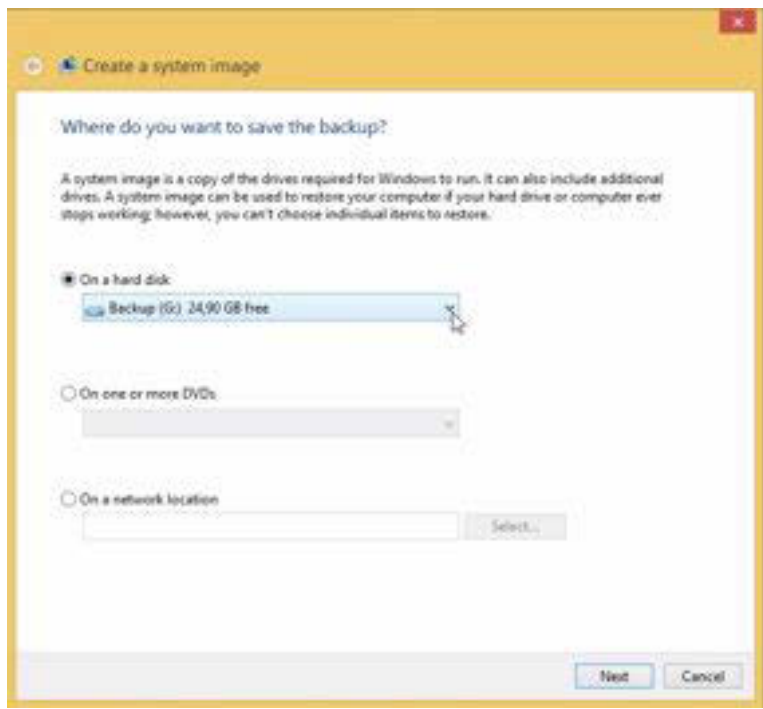 Create a system image
Where do you want to save the backup?
A system image is a copy of the drives required for Windows to run. It can also include additional
drives. A system image can be used to restore your computer if your hard drive or computer ever
stops working; however, you can't choose individual items to restore.
On a hard disk
Backup (G:) 24,90 GB free
On one or more DVDs
On a network location
Select...
Next Cancel